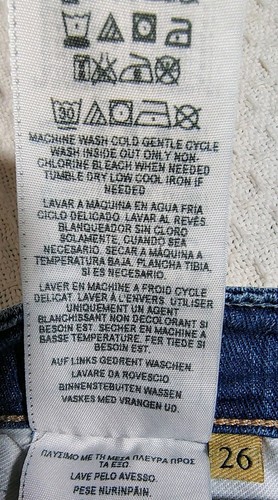 30
MACHINE WASH COLD GENTLE CYCLE
WASH INSIDE OUT ONLY NON-
CHLORINE BLEACH WHEN NEEDED
TUMBLE DRY LOW COOL IRON IF
NEEDED
LAVAR A MÁQUINA EN AGUA FRIA
CICLO DELICADO. LAVAR AL REVÉS.
BLANQUEADOR SIN CLORO
SOLAMENTE, CUANDO SEA
NECESARIO. SECAR A MÁQUINA A
TEMPERATURA BAJA. PLANCHA TIBIA,
SI ES NECESARIO.
LAVER EN MACHINE A FROID CYCLE
DELICAT. LAVER À L'ENVERS UTILISER
UNIQUEMENT UN AGENT
BLANCHISSANT NON DECOLORANT SI
BESOIN EST. SECHER EN MACHINE A
BASSE TEMPERATURE. FER TIEDE SI
BESOIN EST.
AUF LINKS GEDREHT WASCHEN.
LAVARE DA ROVESCIO
BINNENSTEBUITEN WASSEN
VASKES MED VRANGEN UD.
ΠΛΥΣΙΜΟ ΜΕ ΤΗ ΜΕΣΑ ΠΛΕΥΡΑ ΠΡΟΣ
ΤΑ ΕΞΩ.
LAVE PELO AVESSO.
PESE NURINPÄIN.
26